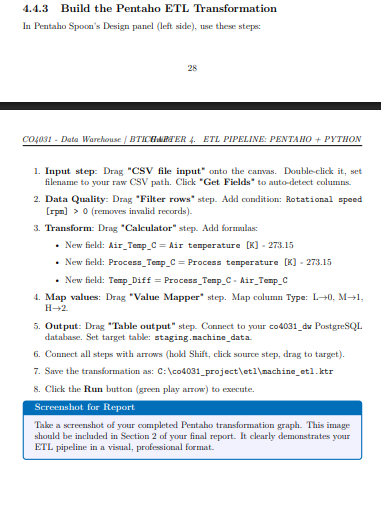 4.4.3 Build the Pentaho ETL Transformation
In Pentaho Spoon's Design panel (left side), use these steps:
28
CO4031 - Data Warehouse | BTL Guide
CHAPTER 4. ETL PIPELINE: PENTAHO + PYTHON
1. Input step: Drag "CSV file input" onto the canvas. Double-click it, set
filename to your raw CSV path. Click "Get Fields" to auto-detect columns.
2. Data Quality: Drag "Filter rows" step. Add condition: Rotational speed
[rpm] > 0 (removes invalid records).
3. Transform: Drag "Calculator" step. Add formulas:
• New field: Air_Temp_C = Air temperature [K] - 273.15
• New field: Process_Temp_C = Process temperature [K] - 273.15
• New field: Temp_Diff = Process_Temp_C - Air_Temp_C
4. Map values: Drag "Value Mapper" step. Map column Type: L→0, M→1,
H→2.
5. Output: Drag "Table output" step. Connect to your co4031_dw PostgreSQL
database. Set target table: staging.machine_data.
6. Connect all steps with arrows (hold Shift, click source step, drag to target).
7. Save the transformation as: C:\co4031_project\etl\machine_etl.ktr
8. Click the Run button (green play arrow) to execute.
Screenshot for Report
Take a screenshot of your completed Pentaho transformation graph. This image
should be included in Section 2 of your final report. It clearly demonstrates your
ETL pipeline in a visual, professional format.